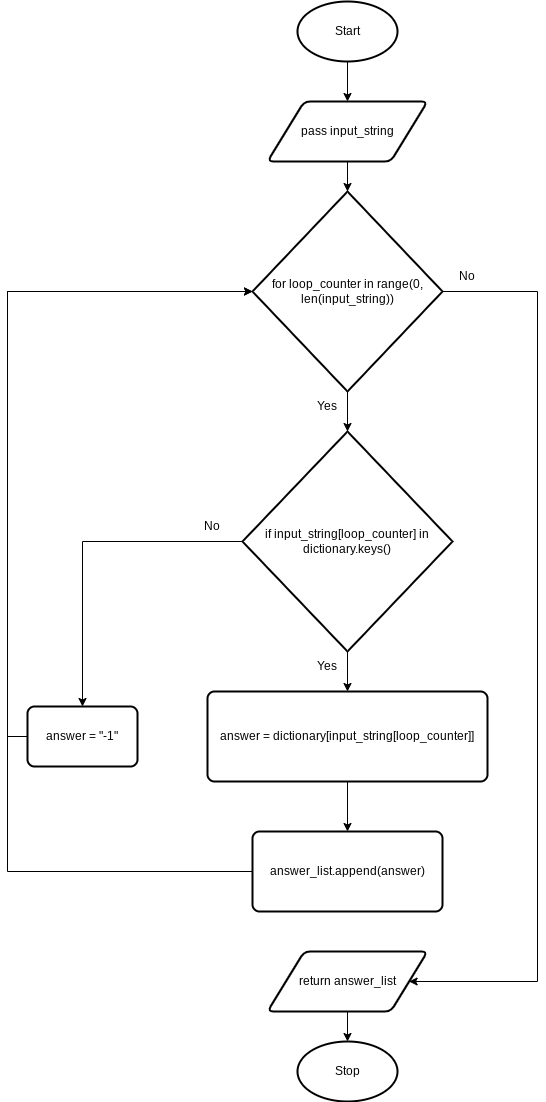 Start
pass input_string
for loop_counter in range(0,
len(input_string))
No
Yes
if input_string[loop_counter] in
dictionary.keys()
No
Yes
answer = "-1"
answer = dictionary[input_string[loop_counter]]
answer_list.append(answer)
return answer_list
Stop